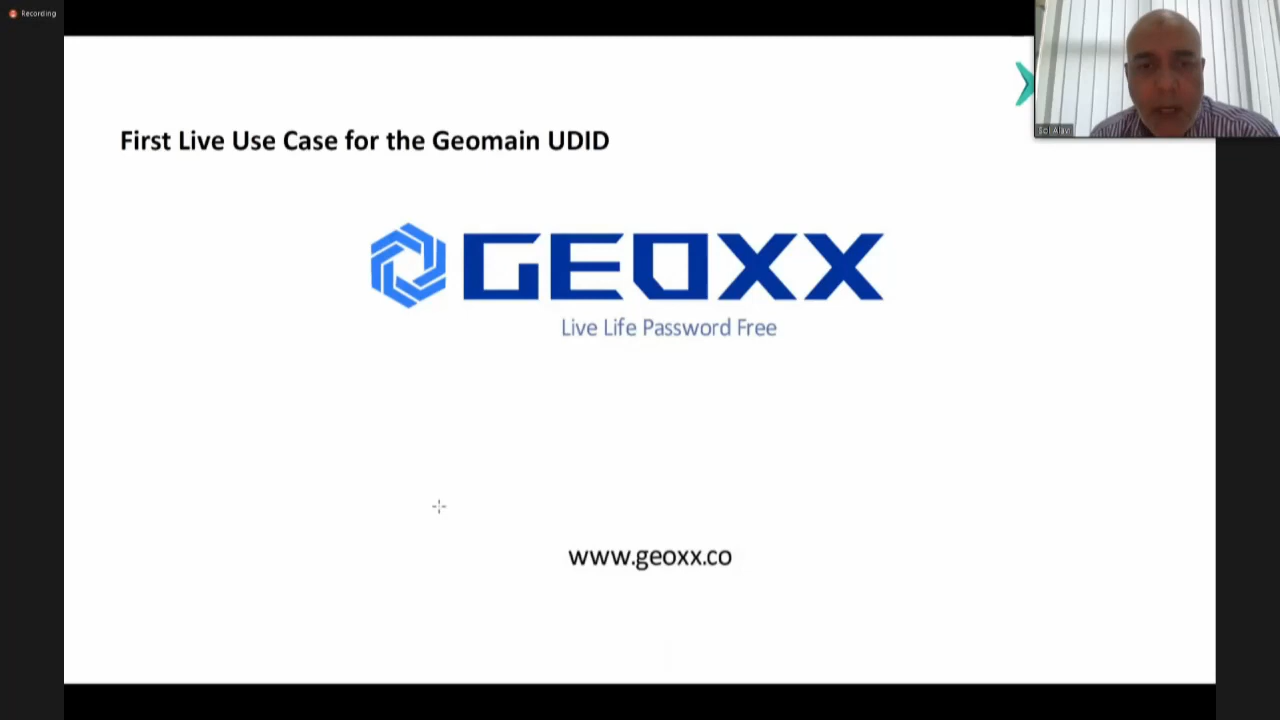 Recording
First Live Use Case for the Geomain UDID
GEOXX
Live Life Password Free
www.geoxx.co